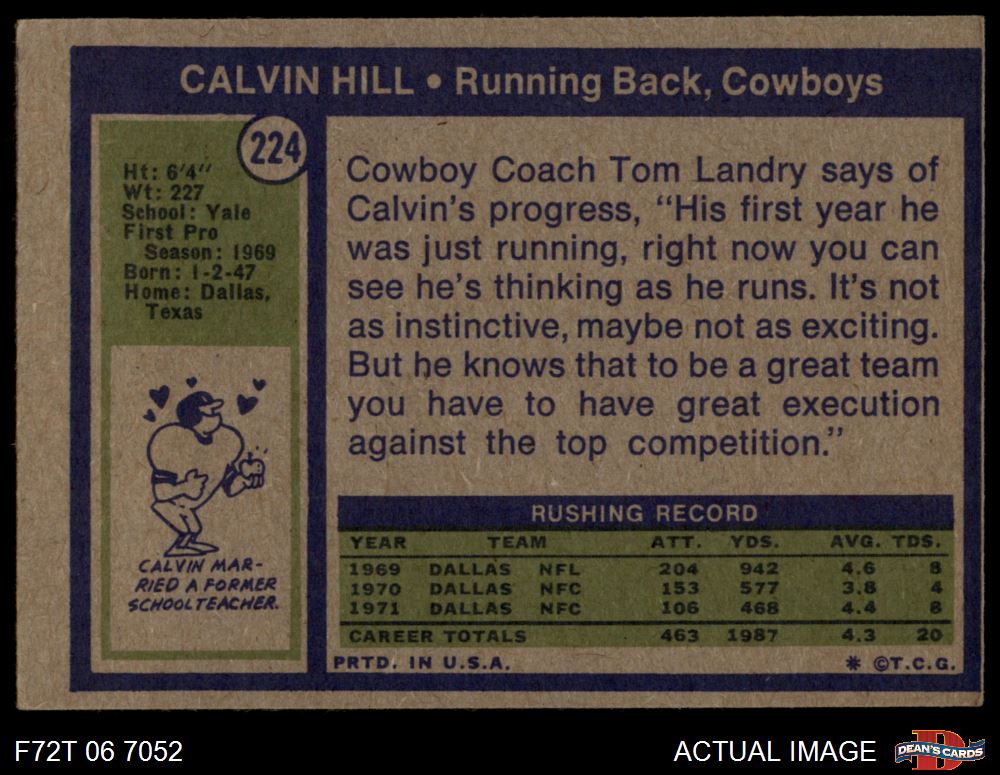 CALVIN HILL • Running Back, Cowboys
224
Ht: 6'4"
Wt: 227
School: Yale
First Pro
Season: 1969
Born: 1-2-47
Home: Dallas,
Texas
CALVIN MAR-
RIED A FORMER
SCHOOLTEACHER.
Cowboy Coach Tom Landry says of
Calvin's progress, "His first year he
was just running, right now you can
see he's thinking as he runs. It's not
as instinctive, maybe not as exciting.
But he knows that to be a great team
you have to have great execution
against the top competition."
RUSHING RECORD
YEAR TEAM ATT. YDS. AVG. TDS.
1969 DALLAS NFL 204 942 4.6 8
1970 DALLAS NFC 153 577 3.8 4
1971 DALLAS NFC 106 468 4.4 8
CAREER TOTALS 463 1987 4.3 20
PRTD. IN U.S.A. * ©T.C.G.
F72T 06 7052 ACTUAL IMAGE DEAN'S CARDS